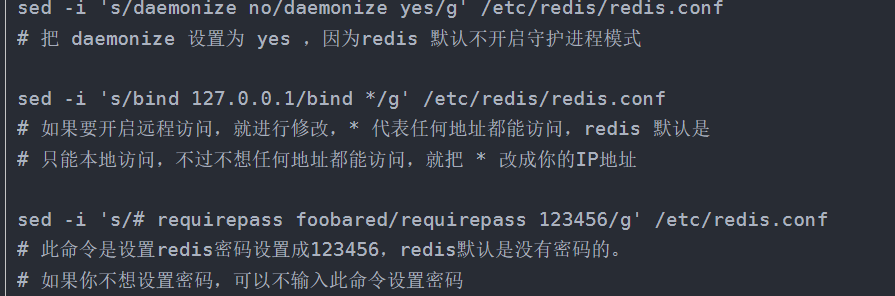 sed -i 's/daemonize no/daemonize yes/g' /etc/redis/redis.conf
# 把 daemonize 设置为 yes ，因为redis 默认不开启守护进程模式
sed -i 's/bind 127.0.0.1/bind */g' /etc/redis/redis.conf
# 如果要开启远程访问，就进行修改，* 代表任何地址都能访问，redis 默认是
# 只能本地访问，不过不想任何地址都能访问，就把 * 改成你的IP地址
sed -i 's/# requirepass foobared/requirepass 123456/g' /etc/redis.conf
# 此命令是设置redis密码设置成123456，redis默认是没有密码的。
# 如果你不想设置密码，可以不输入此命令设置密码